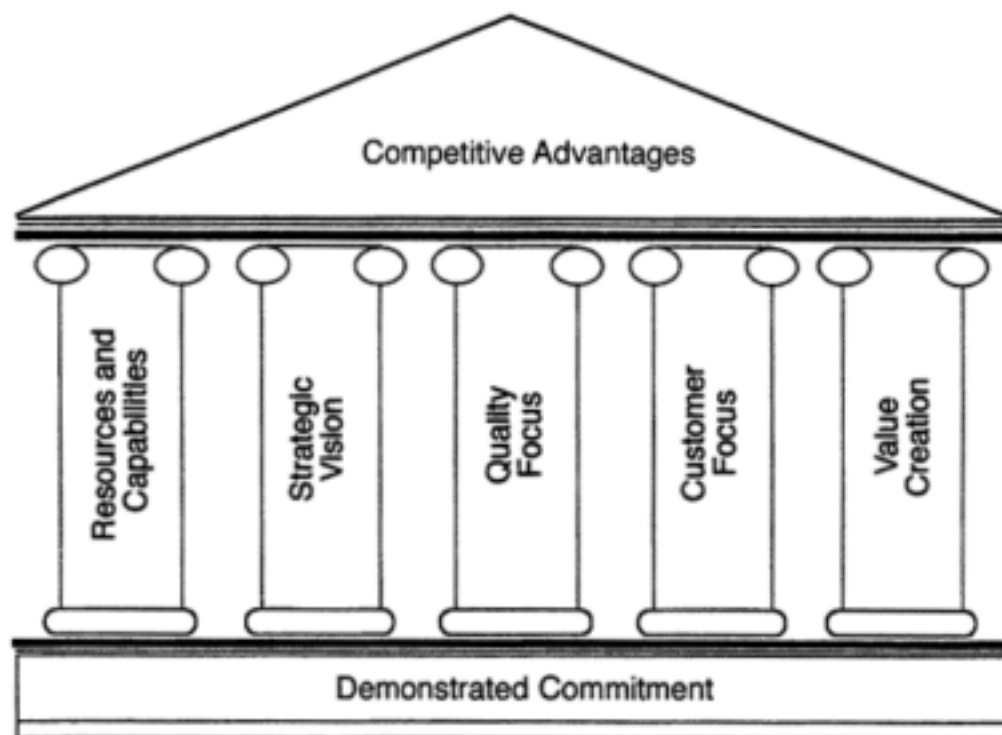 Competitive Advantages
Resources and
Capabilities
Strategic
Vision
Quality
Focus
Customer
Focus
Value
Creation
Demonstrated Commitment